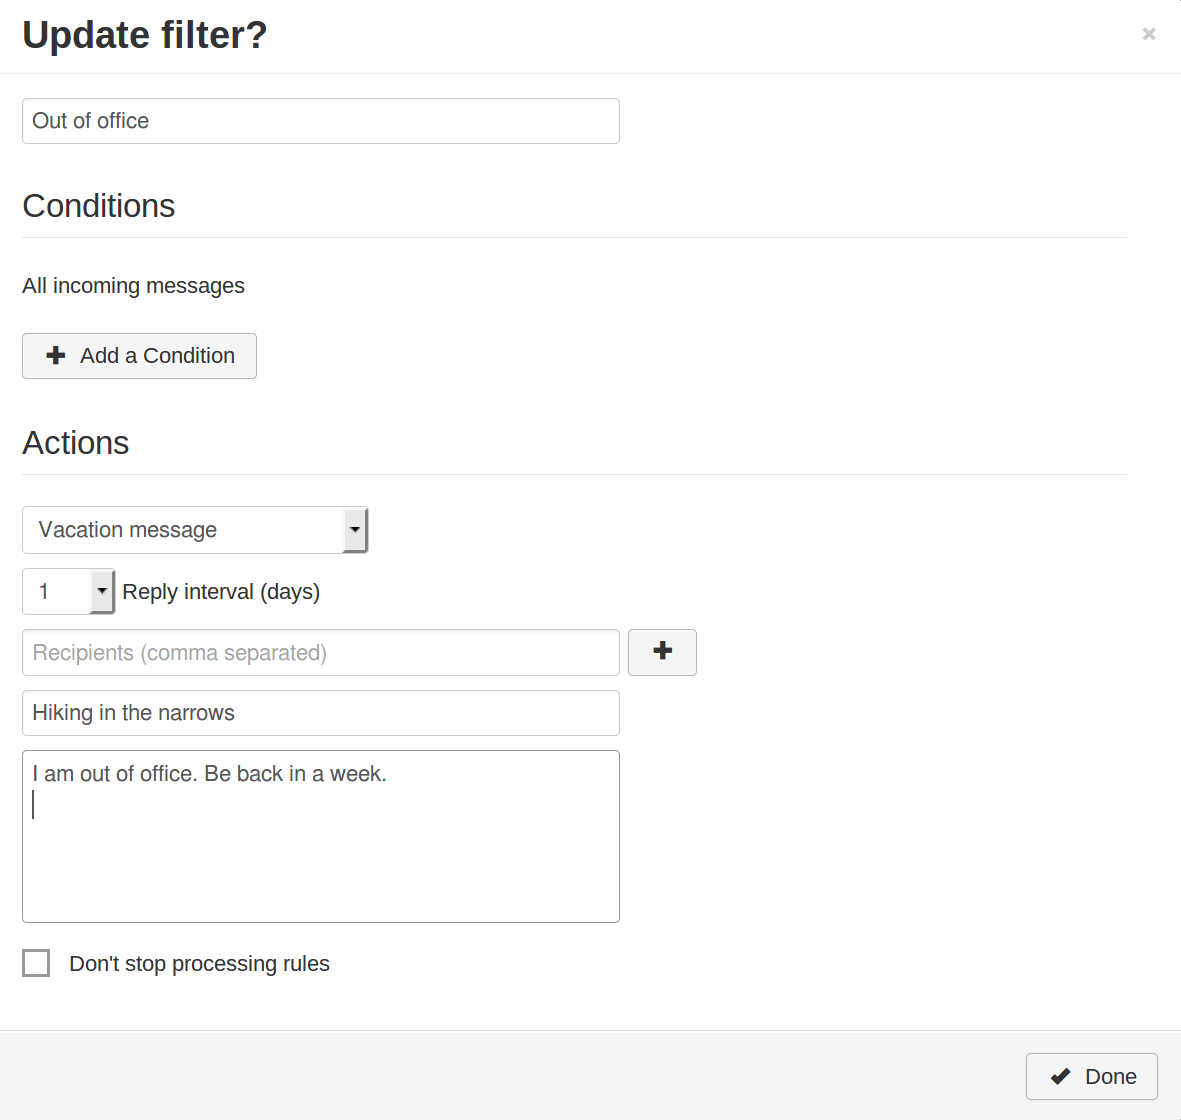 Update filter?
Out of office
Conditions
All incoming messages
Add a Condition
Actions
Vacation message
1 Reply interval (days)
Recipients (comma separated)
Hiking in the narrows
I am out of office. Be back in a week.
Don't stop processing rules
Done